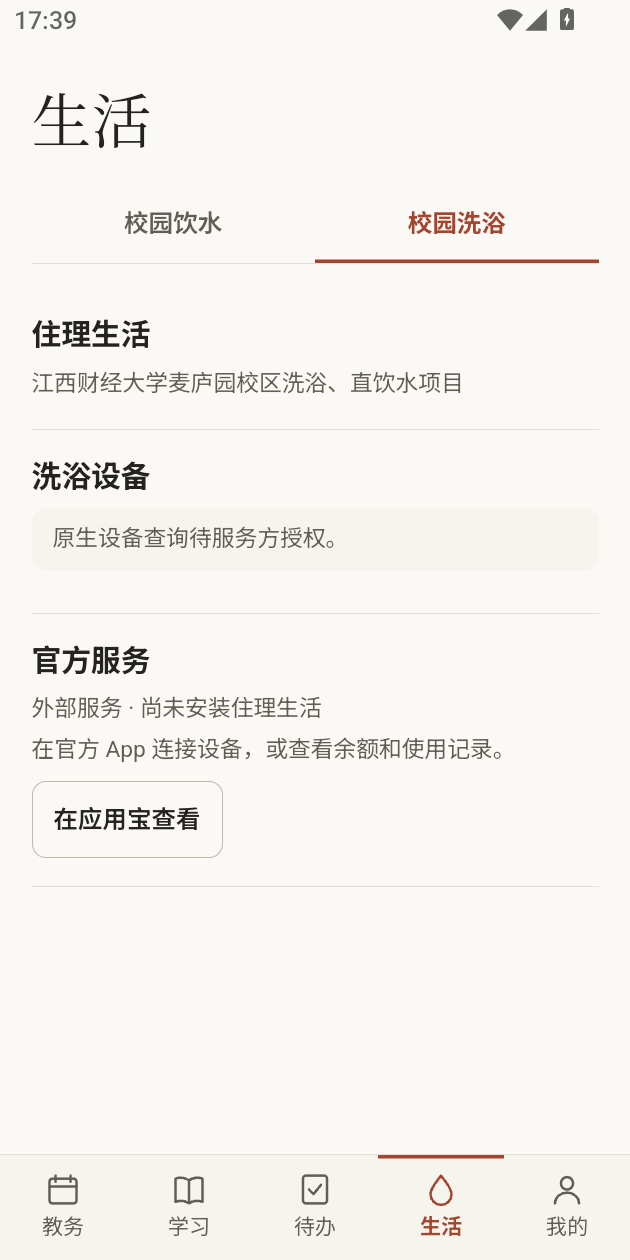 17:39
生活
校园饮水
校园洗浴
住理生活
江西财经大学麦庐园校区洗浴、直饮水项目
洗浴设备
原生设备查询待服务方授权。
官方服务
外部服务 · 尚未安装住理生活
在官方 App 连接设备，或查看余额和使用记录。
在应用宝查看
教务
学习
待办
生活
我的